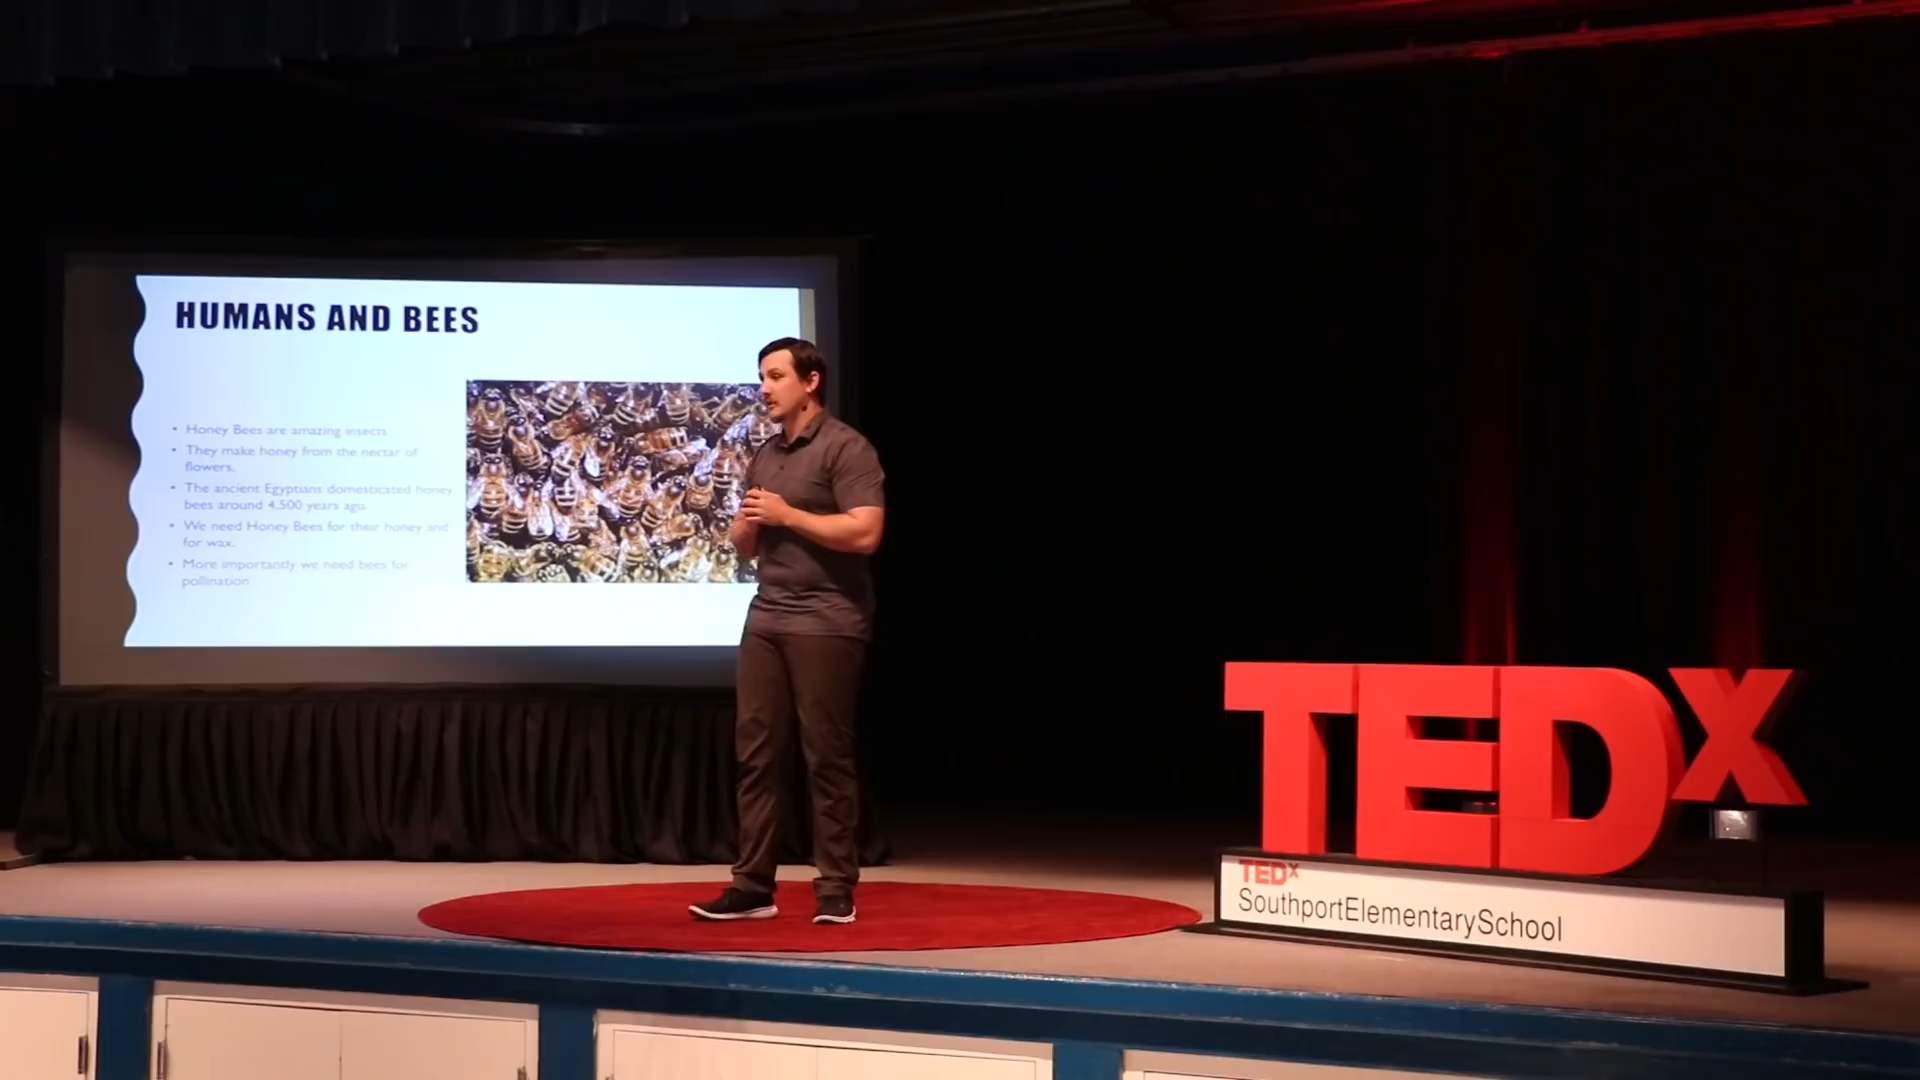 HUMANS AND BEES
• Honey Bees are amazing insects
• They make honey from the nectar of
flowers.
• The ancient Egyptians domesticated honey
bees around 4,500 years ago.
• We need Honey Bees for their honey and
for wax.
• More importantly we need bees for
pollination
TEDx
TEDx
SouthportElementarySchool